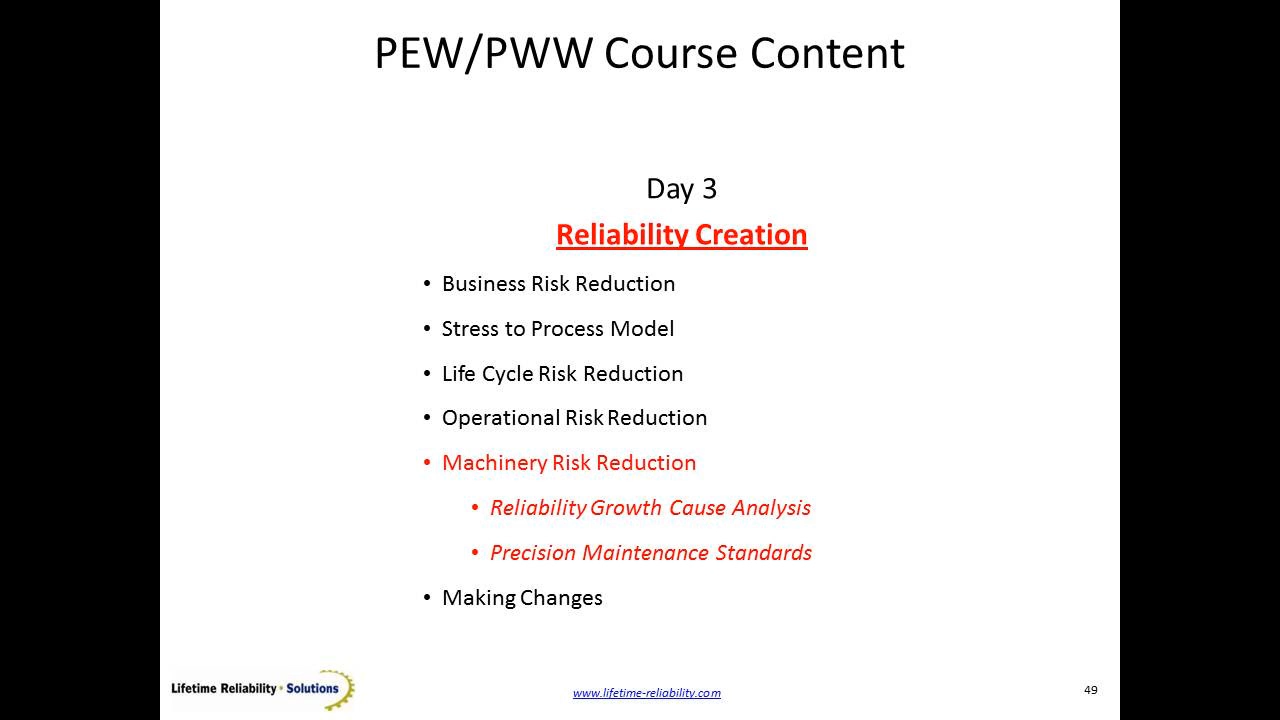 PEW/PWW Course Content
Day 3
Reliability Creation
• Business Risk Reduction
• Stress to Process Model
• Life Cycle Risk Reduction
• Operational Risk Reduction
• Machinery Risk Reduction
• Reliability Growth Cause Analysis
• Precision Maintenance Standards
• Making Changes
Lifetime Reliability • Solutions
www.lifetime-reliability.com
49